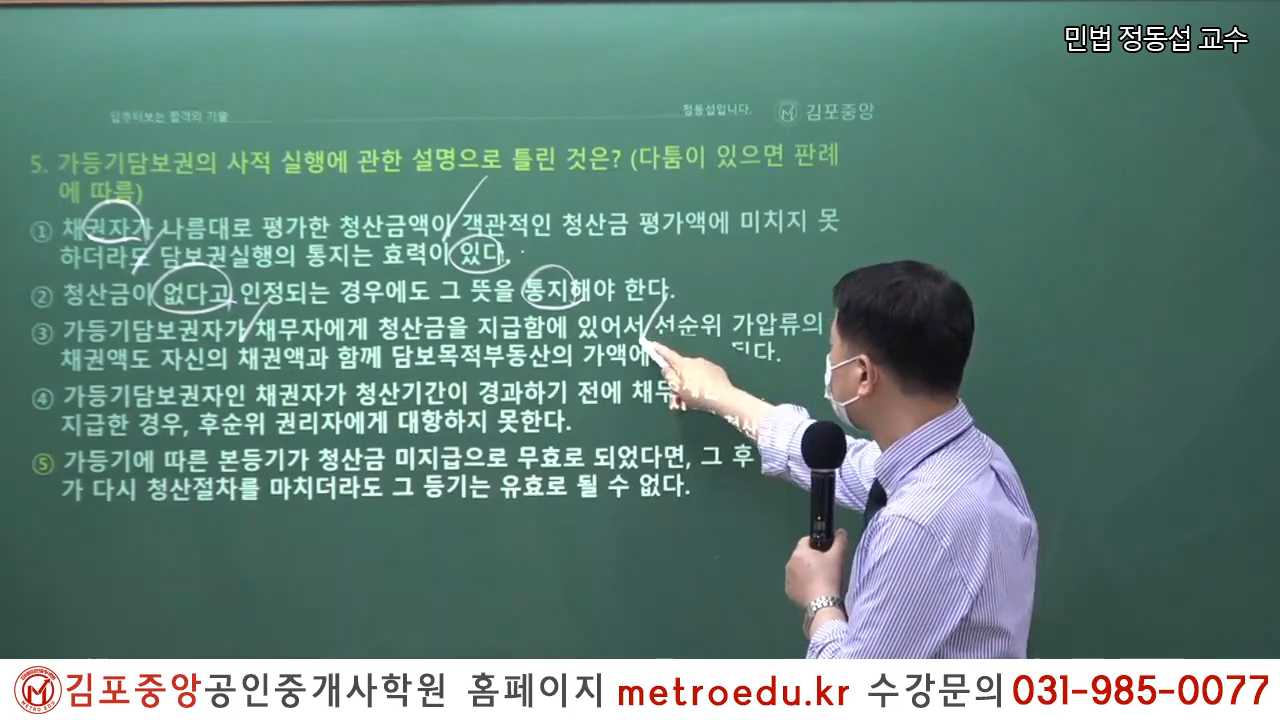 민법 정동섭 교수
답부터보는 합격의 기술
정동섭입니다.
김포중앙
5. 가등기담보권의 사적 실행에 관한 설명으로 틀린 것은? (다툼이 있으면 판례
에 따름)
① 채권자가 나름대로 평가한 청산금액이 객관적인 청산금 평가액에 미치지 못
하더라도 담보권실행의 통지는 효력이 있다.
② 청산금이 없다고 인정되는 경우에도 그 뜻을 통지해야 한다.
③ 가등기담보권자가 채무자에게 청산금을 지급함에 있어서 선순위 가압류의
채권액도 자신의 채권액과 함께 담보목적부동산의 가액에 된다.
④ 가등기담보권자인 채권자가 청산기간이 경과하기 전에 채무
지급한 경우, 후순위 권리자에게 대항하지 못한다.
⑤ 가등기에 따른 본등기가 청산금 미지급으로 무효로 되었다면, 그 후
가 다시 청산절차를 마치더라도 그 등기는 유효로 될 수 없다.
METRO EDU
김포중앙공인중개사학원 홈페이지 metroedu.kr 수강문의 031-985-0077